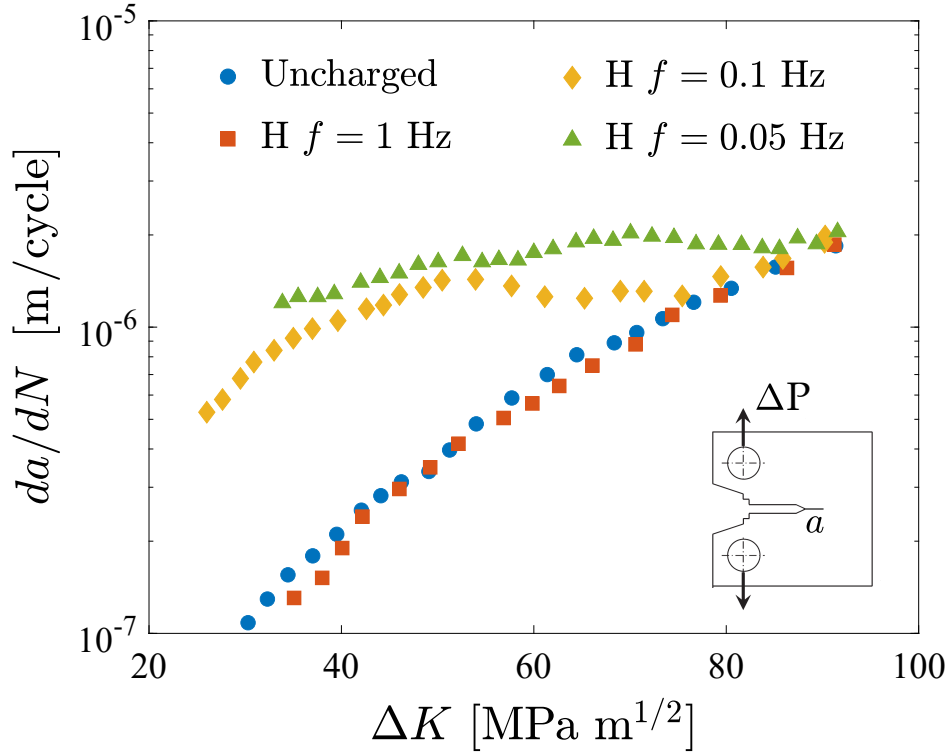 10⁻⁵
Uncharged
H f = 1 Hz
H f = 0.1 Hz
H f = 0.05 Hz
da/dN [m/cycle]
10⁻⁶
ΔP
a
10⁻⁷
20 40 60 80 100
ΔK [MPa m^{1/2}]